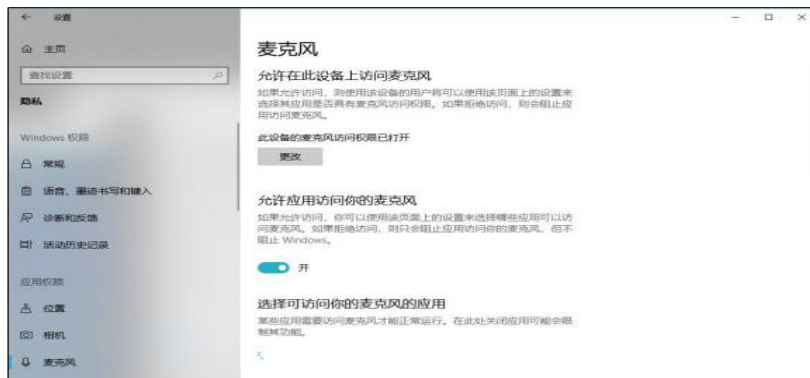 ← 设置
主页
查找设置
隐私
Windows 权限
常规
语音、墨迹书写和键入
诊断和反馈
活动历史记录
应用权限
位置
相机
麦克风
麦克风
允许在此设备上访问麦克风
如果允许访问，则使用该设备的用户将可以使用该页面上的设置来
选择其应用是否具有麦克风访问权限。如果拒绝访问，则会阻止应
用访问麦克风。
此设备的麦克风访问权限已打开
更改
允许应用访问你的麦克风
如果允许访问，你可以使用该页面上的设置来选择哪些应用可以访
问麦克风。如果拒绝访问，则只会阻止应用访问你的麦克风，但不
阻止 Windows。
开
选择可访问你的麦克风的应用
某些应用需要访问麦克风才能正常运行。在此处关闭应用可能会限
制其功能。